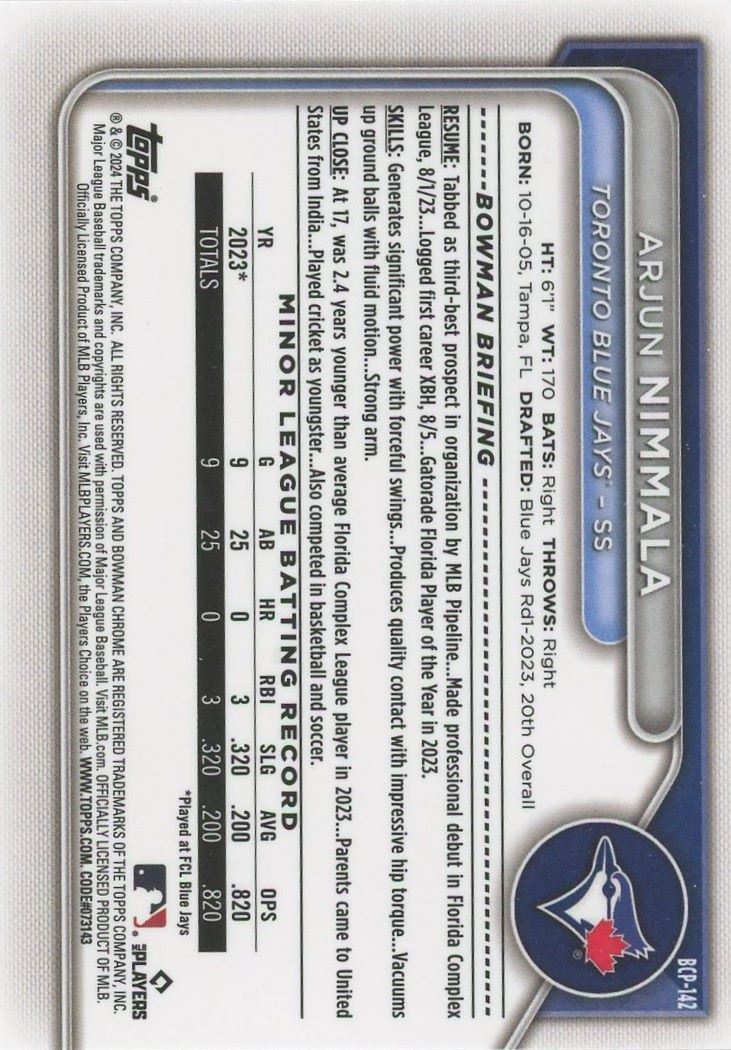 BCP-142
ARJUN NIMMALA
TORONTO BLUE JAYS™ - SS
HT: 6'1" WT: 170 BATS: Right THROWS: Right
BORN: 10-16-05, Tampa, FL DRAFTED: Blue Jays Rd1-2023, 20th Overall
BOWMAN BRIEFING
RESUME: Tabbed as third-best prospect in organization by MLB Pipeline...Made professional debut in Florida Complex
League, 8/1/23...Logged first career XBH, 8/5...Gatorade Florida Player of the Year in 2023.
SKILLS: Generates significant power with forceful swings...Produces quality contact with impressive hip torque...Vacuums
up ground balls with fluid motion...Strong arm.
UP CLOSE: At 17, was 2.4 years younger than average Florida Complex League player in 2023...Parents came to United
States from India...Played cricket as youngster...Also competed in basketball and soccer.
MINOR LEAGUE BATTING RECORD
YR G AB HR RBI SLG AVG OPS
2023* 9 25 0 3 .320 .200 .820
TOTALS 9 25 0 3 .320 .200 .820
*Played at FCL Blue Jays
topps®
MLB PLAYERS
® & © 2024 THE TOPPS COMPANY, INC. ALL RIGHTS RESERVED. TOPPS AND BOWMAN CHROME ARE REGISTERED TRADEMARKS OF THE TOPPS COMPANY, INC.
Major League Baseball trademarks and copyrights are used with permission of Major League Baseball. Visit MLB.com. OFFICIALLY LICENSED PRODUCT OF MLB.
Officially Licensed Product of MLB Players, Inc. Visit MLBPLAYERS.COM, the Players Choice on the web. WWW.TOPPS.COM. CODE#073143